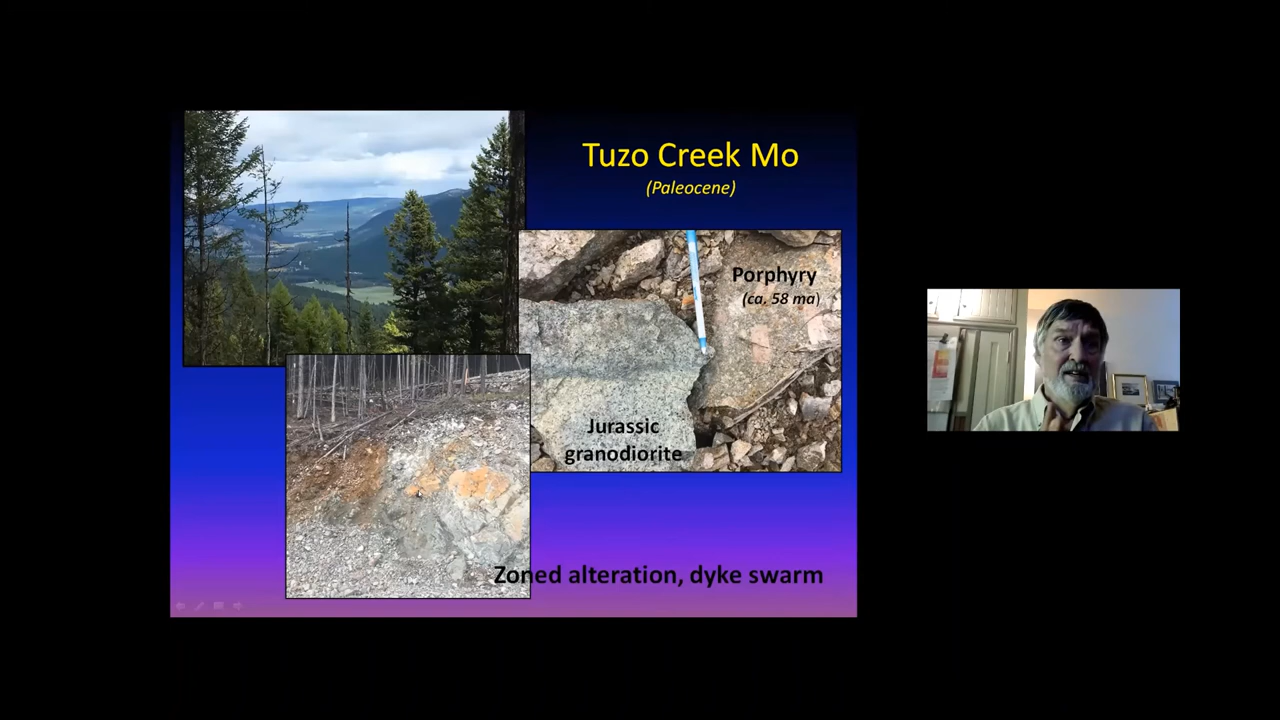 Tuzo Creek Mo
(Paleocene)
Porphyry
(ca. 58 ma)
Jurassic
granodiorite
Zoned alteration, dyke swarm